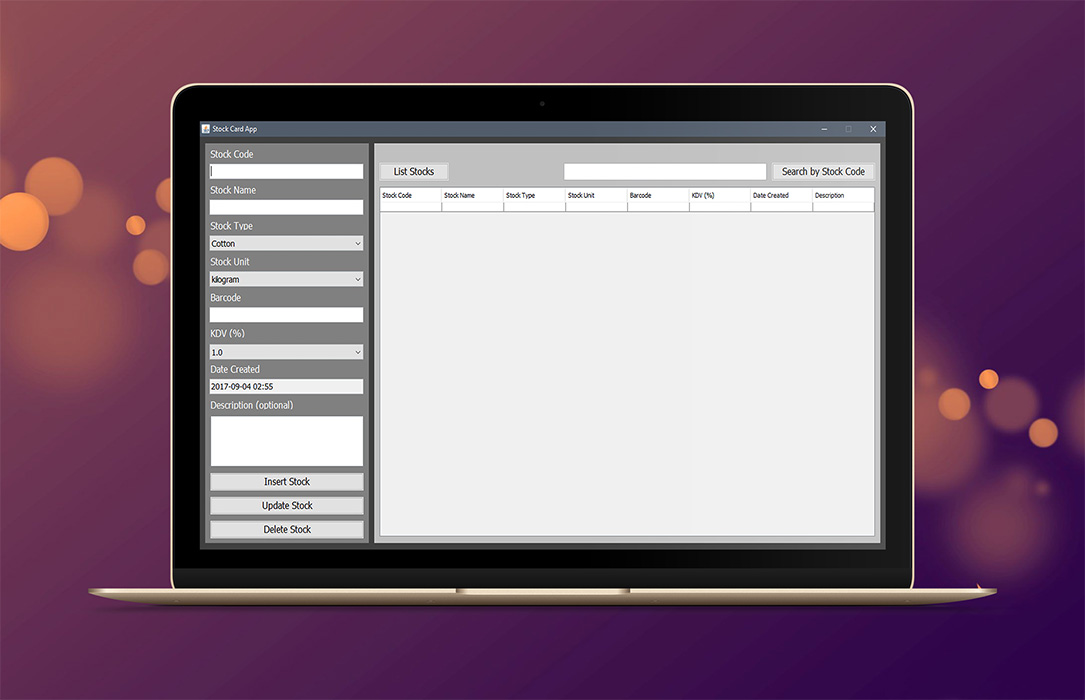 Stock Card App
Stock Code
Stock Name
Stock Type
Cotton
Stock Unit
kilogram
Barcode
KDV (%)
1.0
Date Created
2017-09-04 02:55
Description (optional)
Insert Stock
Update Stock
Delete Stock
List Stocks Search by Stock Code
Stock Code Stock Name Stock Type Stock Unit Barcode KDV (%) Date Created Description